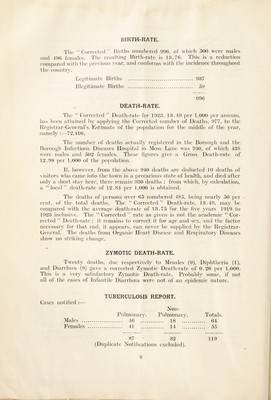 BIRTH-RATE.
The "Corrected" Births numbered 996, of which 500 were males
and 496 females. The resulting Birth-rate is 13.76. This is a reduction
compared with the previous year, and conforms with the incidence throughout
the country.
Legitimate Births ........................ 937
Illegitimate Births ........................ 59
996
DEATH-RATE.
The "Corrected" Death-rate for 1923, 13.49 per 1,000 per annum,
has been attained by applying the Corrected number of Deaths, 977, to the
Registrar-General's Estimate of the population for the middle of the year,
namely :—72,410.
The number of deaths actually registered in the Borough and the
Borough Infectious Diseases Hospital in Moss Lane was 940, of which 438
were males and 502 females. These figures give a Gross Death-rate of
12.98 per 1,000 of the population.
If, however, from the above 940 deaths are deducted 10 deaths of
visitors who came into the town in a precarious state of health, and died after
only a short stay here, there remain 930 deaths ; from which, by calculation,
a "local" death-rate of 12.84 per 1,000 is obtained.
The deaths of persons over 65 numbered 485, being nearly 50 per
cent. of the total deaths. The "Corrected" Death-rate, 13.49, may be
compared with the average death-rate of 13.75 for the five years 1919 to
1923 inclusive. The "Corrected" rate as given is not the academic "Cor-
rected" Death-rate ; it remains to correct it for age and sex, and the factor
necessary for that end, it appears, can never be supplied by the Registrar-
General. The deaths from Organic Heart Disease and Respiratory Diseases
show no striking change.
ZYMOTIC DEATH-RATE.
Twenty deaths, due respectively to Measles (9), Diphtheria (1),
and Diarrhœa (9) gave a corrected Zymotic Death-rate of 0.28 per 1,000.
This is a very satisfactory Zymotic Death-rate. Probably some, if not
all of the cases of Infantile Diarrhœa were not of an epidemic nature.
TUBERCULOSIS REPORT.
Cases notified :—
Non-
Pulmonary. Pulmonary. Totals.
Males ............... 46 ............... 18 ............... 64
Females ............ 41 ............... 14 ............... 55
87 32 119
(Duplicate Notifications excluded).
8